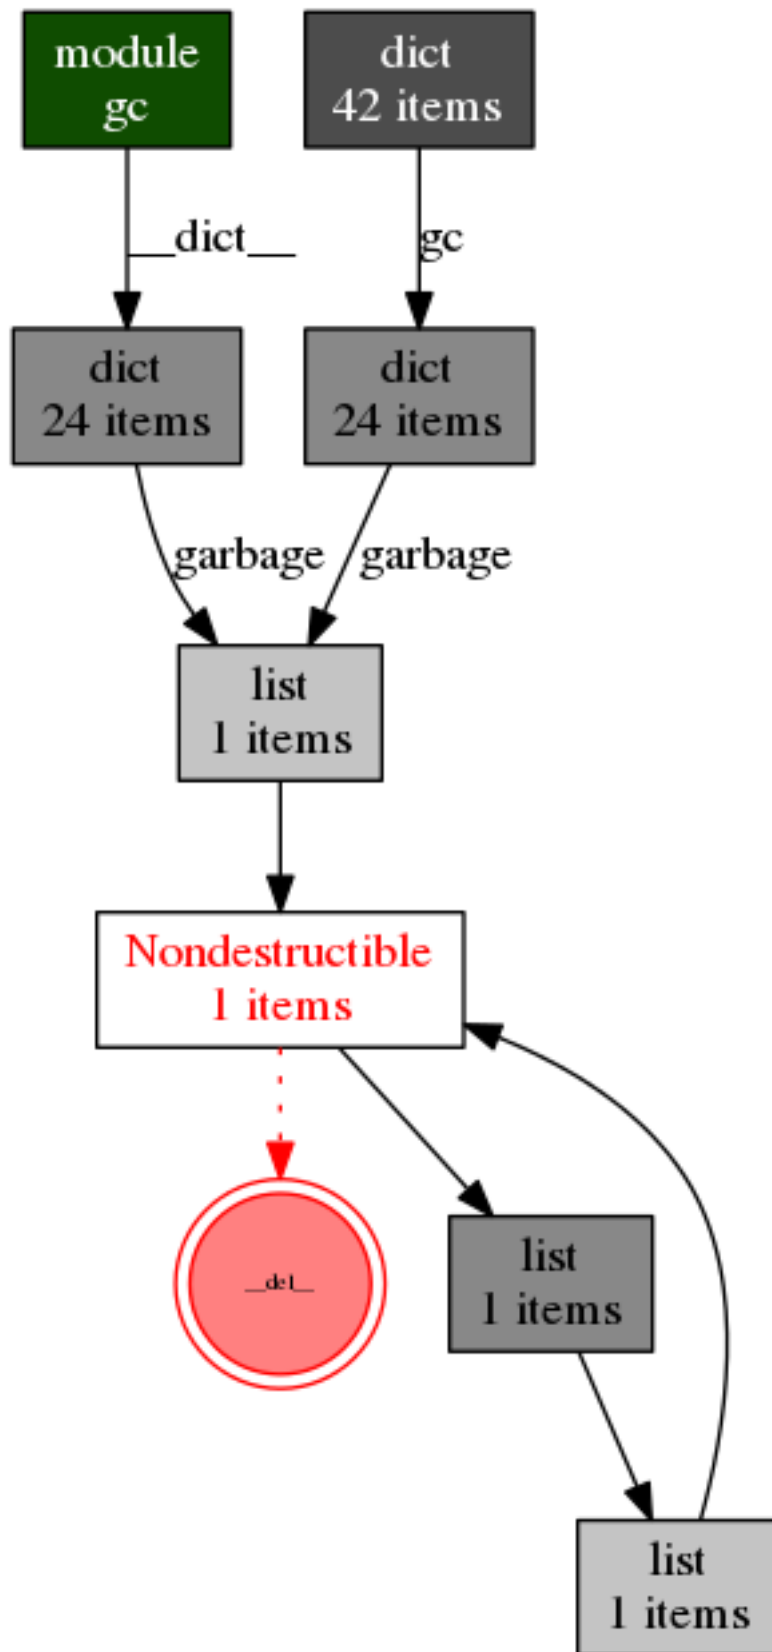 module
gc
dict
42 items
__dict__
gc
dict
24 items
dict
24 items
garbage
garbage
list
1 items
Nondestructible
1 items
__del__
list
1 items
list
1 items